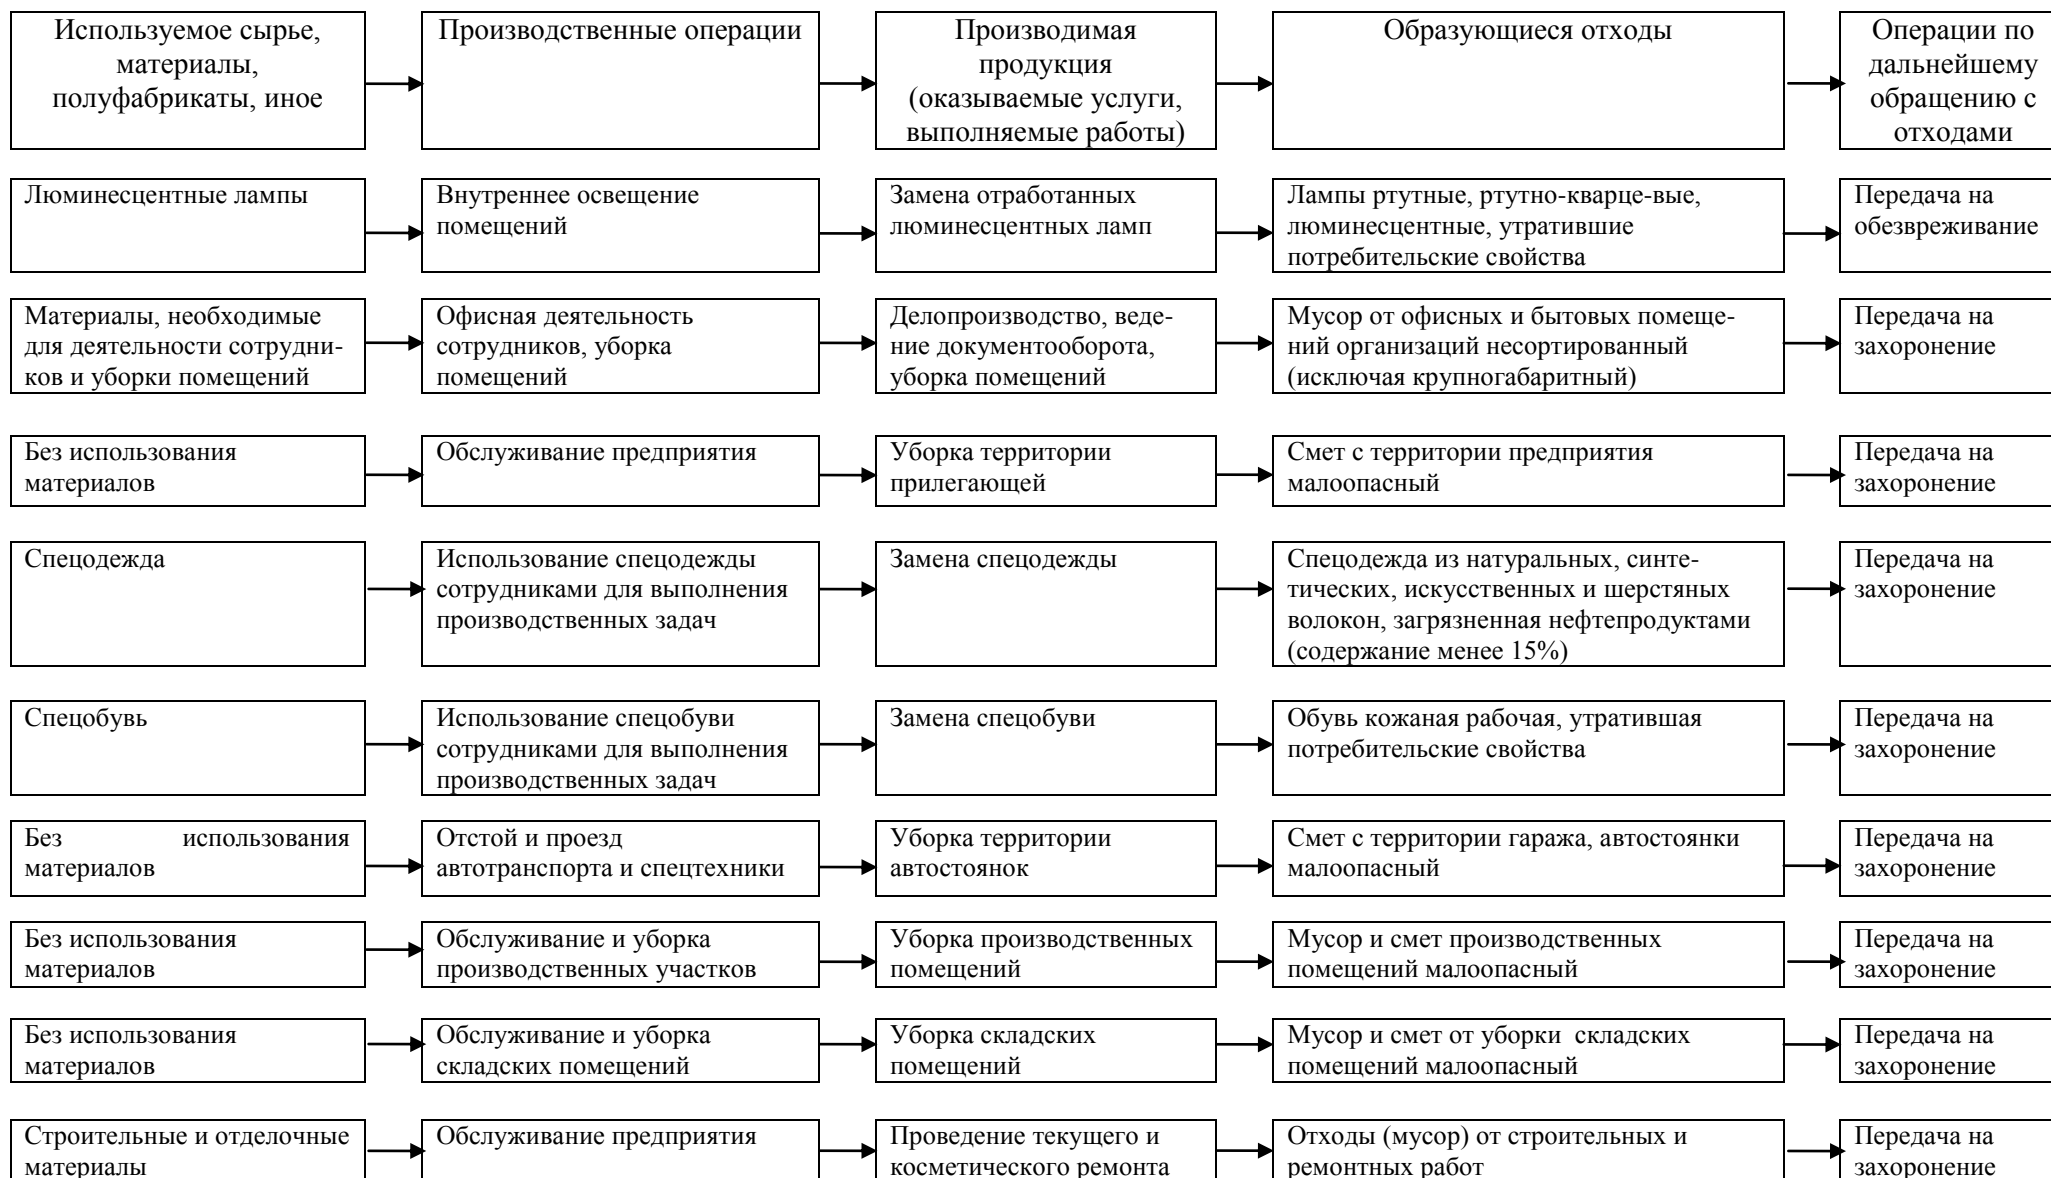 Используемое сырье,
материалы,
полуфабрикаты, иное
Производственные операции
Производимая
продукция
(оказываемые услуги,
выполняемые работы)
Образующиеся отходы
Операции по
дальнейшему
обращению с
отходами
Люминесцентные лампы
Внутреннее освещение
помещений
Замена отработанных
люминесцентных ламп
Лампы ртутные, ртутно-кварце-вые,
люминесцентные, утратившие
потребительские свойства
Передача на
обезвреживание
Материалы, необходимые
для деятельности сотрудни-
ков и уборки помещений
Офисная деятельность
сотрудников, уборка
помещений
Делопроизводство, веде-
ние документооборота,
уборка помещений
Мусор от офисных и бытовых помеще-
ний организаций несортированный
(исключая крупногабаритный)
Передача на
захоронение
Без использования
материалов
Обслуживание предприятия
Уборка территории
прилегающей
Смет с территории предприятия
малоопасный
Передача на
захоронение
Спецодежда
Использование спецодежды
сотрудниками для выполнения
производственных задач
Замена спецодежды
Спецодежда из натуральных, синте-
тических, искусственных и шерстяных
волокон, загрязненная нефтепродуктами
(содержание менее 15%)
Передача на
захоронение
Спецобувь
Использование спецобуви
сотрудниками для выполнения
производственных задач
Замена спецобуви
Обувь кожаная рабочая, утратившая
потребительские свойства
Передача на
захоронение
Без использования
материалов
Отстой и проезд
автотранспорта и спецтехники
Уборка территории
автостоянок
Смет с территории гаража, автостоянки
малоопасный
Передача на
захоронение
Без использования
материалов
Обслуживание и уборка
производственных участков
Уборка производственных
помещений
Мусор и смет производственных
помещений малоопасный
Передача на
захоронение
Без использования
материалов
Обслуживание и уборка
складских помещений
Уборка складских
помещений
Мусор и смет от уборки складских
помещений малоопасный
Передача на
захоронение
Строительные и отделочные
материалы
Обслуживание предприятия
Проведение текущего и
косметического ремонта
Отходы (мусор) от строительных и
ремонтных работ
Передача на
захоронение